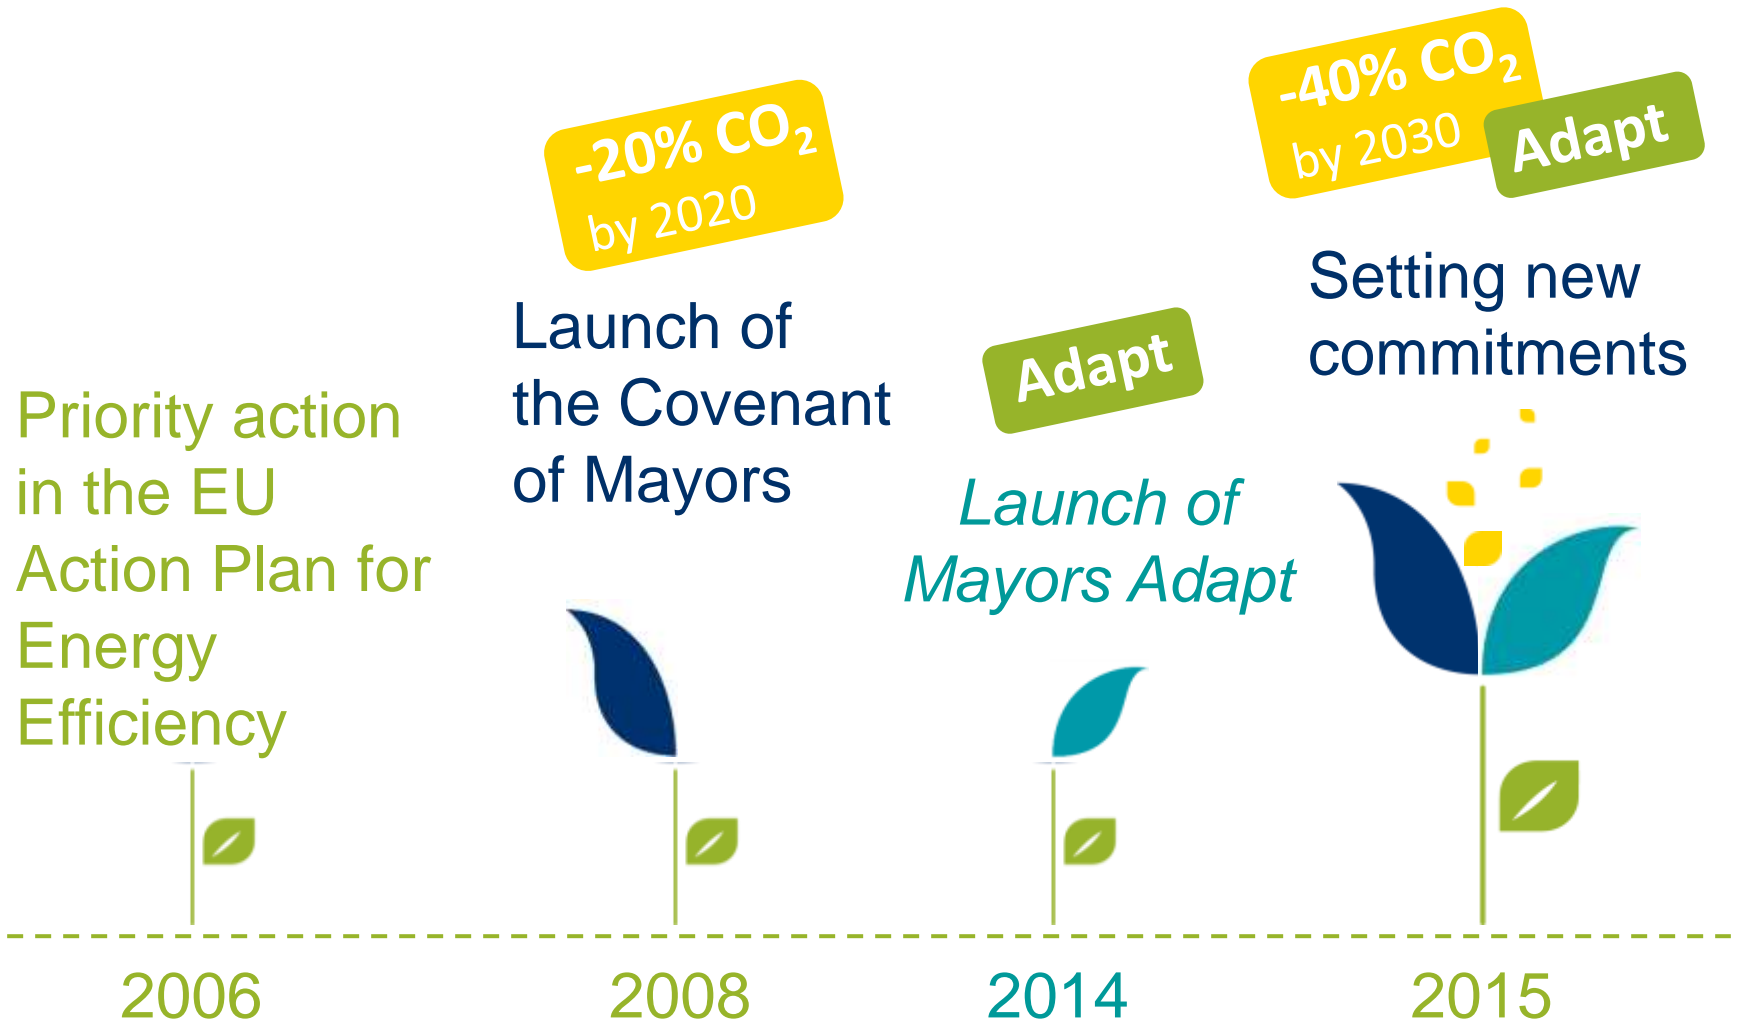 Priority action
in the EU
Action Plan for
Energy
Efficiency
2006
-20% CO₂
by 2020
Launch of
the Covenant
of Mayors
2008
Adapt
Launch of
Mayors Adapt
2014
-40% CO₂
by 2030
Adapt
Setting new
commitments
2015